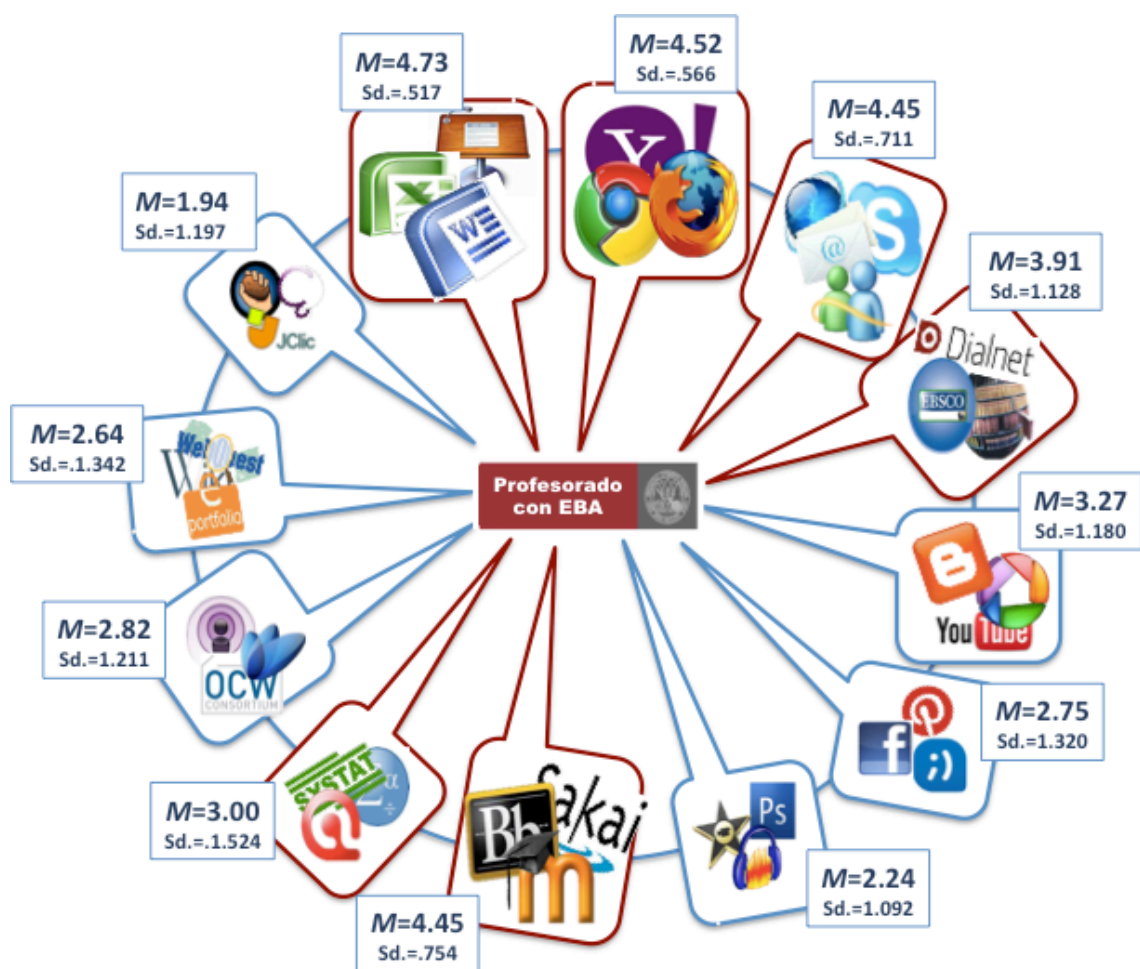 M=4.73
Sd.=.517
M=4.52
Sd.=.566
M=4.45
Sd.=.711
Y!
S
W
@
M=1.94
Sd.=1.197
JClic
M=3.91
Sd.=1.128
Dialnet
EBSCO
M=2.64
Sd.=.1.342
e
portfolio
Profesorado
con EBA
M=3.27
Sd.=1.180
YouTube
M=2.82
Sd.=1.211
OCW
CONSORTIUM
M=2.75
Sd.=1.320
f
;)
M=3.00
Sd.=.1.524
SYSTAT
Σα
÷
Bb
Sakai
m
Ps
M=2.24
Sd.=1.092
M=4.45
Sd.=.754